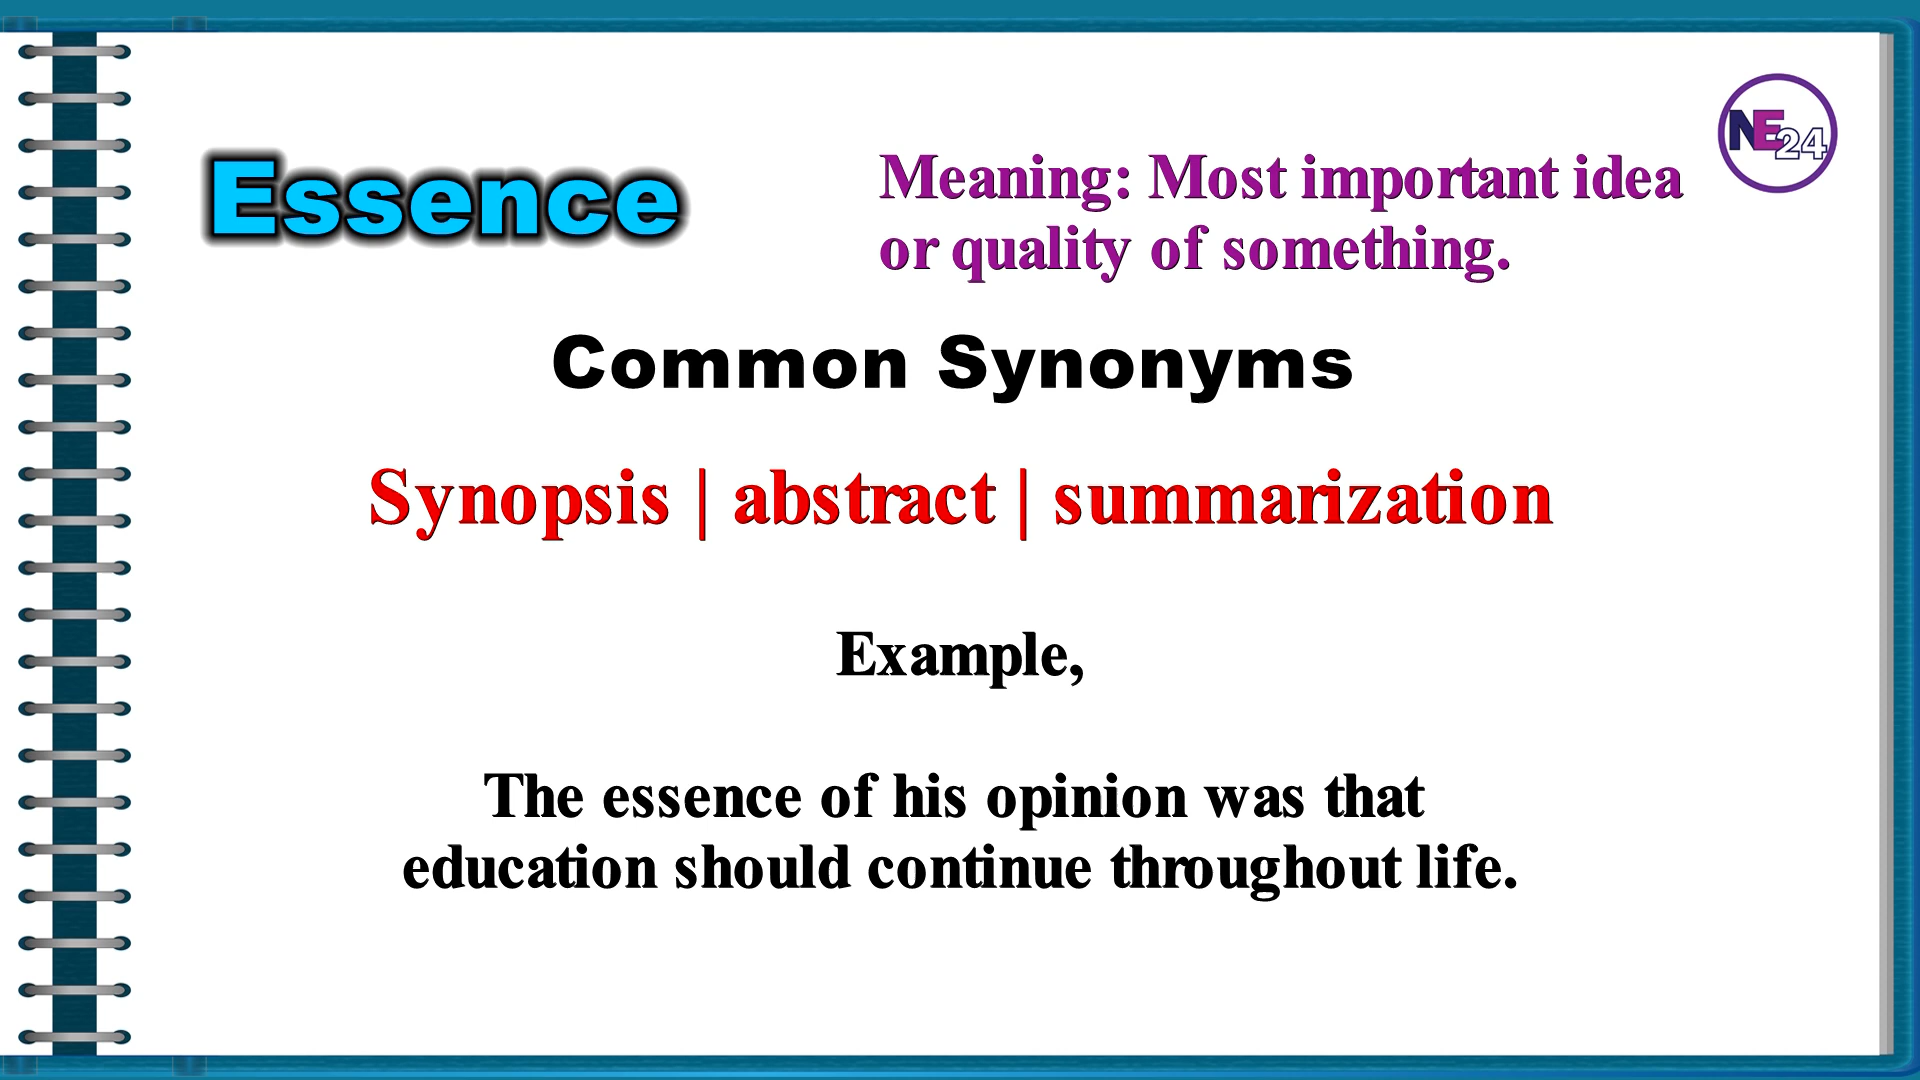 Essence
Meaning: Most important idea
or quality of something.
NE24
Common Synonyms
Synopsis | abstract | summarization
Example,
The essence of his opinion was that
education should continue throughout life.